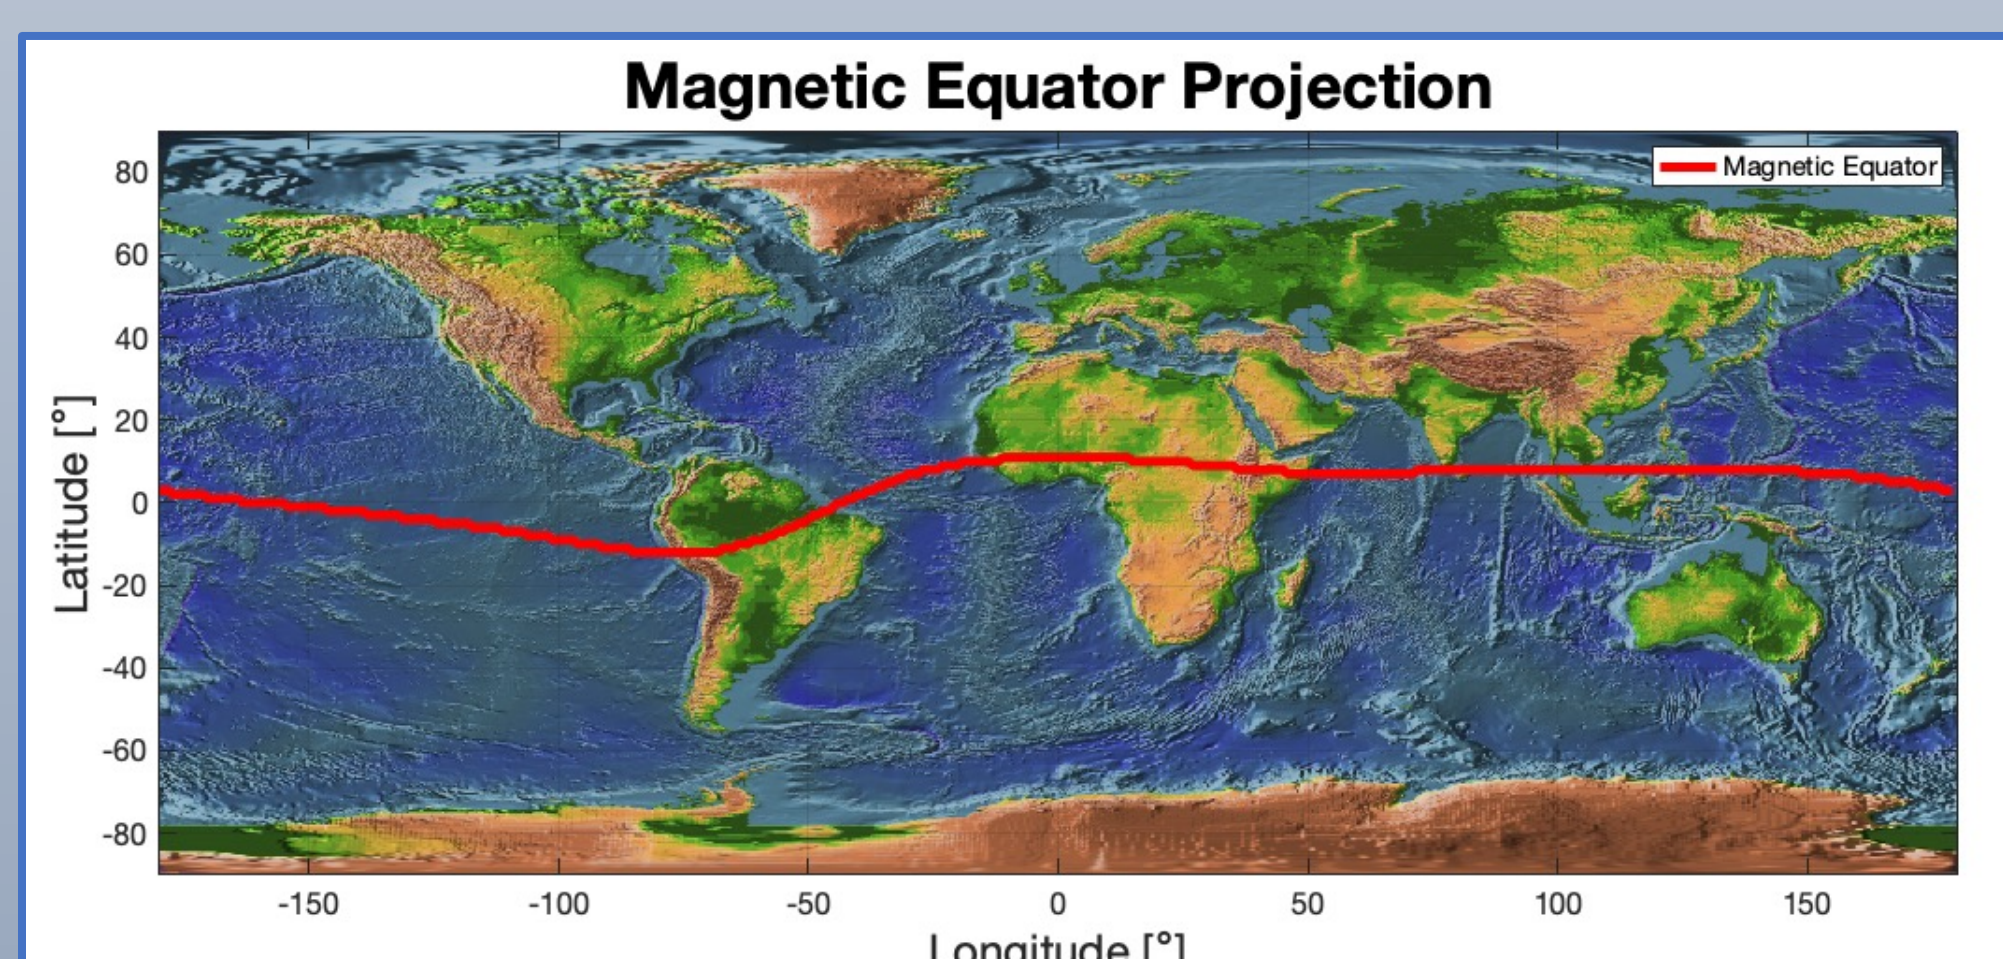 Magnetic Equator Projection
Magnetic Equator
80
60
40
20
0
-20
-40
-60
-80
Latitude [°]
-150 -100 -50 0 50 100 150
Longitude [°]